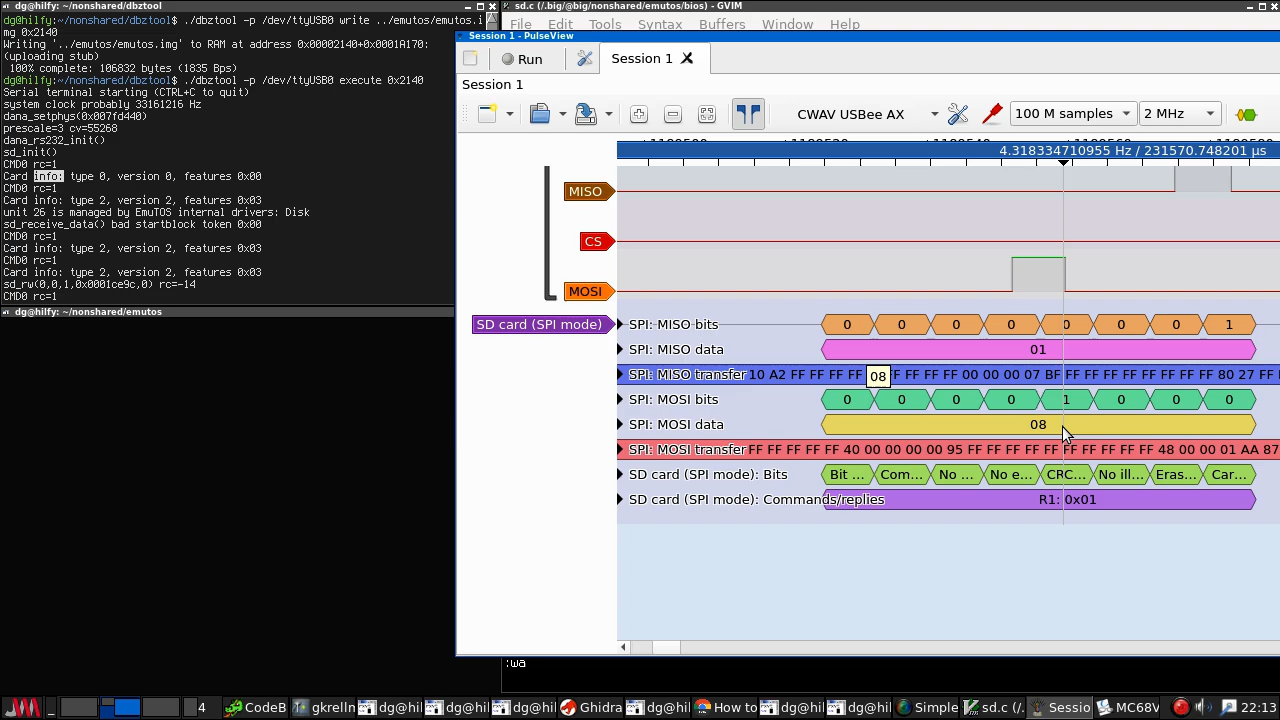 dg@hilfy: ~/nonshared/dbztool
dg@hilfy:~/nonshared/dbztool$ ./dbztool -p /dev/ttyUSB0 write ../emutos/emutos.i
mg 0x2140
Writing '../emutos/emutos.img' to RAM at address 0x00002140+0x0001A170:
(uploading stub)
100% complete: 106832 bytes (1835 Bps)
dg@hilfy:~/nonshared/dbztool$ ./dbztool -p /dev/ttyUSB0 execute 0x2140
Serial terminal starting (CTRL+C to quit)
system clock probably 33161216 Hz
dana_setphys(0x007fd440)
prescale=3 cv=55268
dana_rs232_init()
sd_init()
CMD0 rc=1
Card info: type 0, version 0, features 0x00
CMD0 rc=1
Card info: type 2, version 2, features 0x03
unit 26 is managed by EmuTOS internal drivers: Disk
sd_receive_data() bad startblock token 0x00
CMD0 rc=1
Card info: type 2, version 2, features 0x03
CMD0 rc=1
Card info: type 2, version 2, features 0x03
sd_rw(0,0,1,0x0001ce9c,0) rc=-14
CMD0 rc=1
dg@hilfy: ~/nonshared/emutos
sd.c (/.big/@big/nonshared/emutos/bios) - GVIM
File Edit Tools Syntax Buffers Window Help
Session 1 - PulseView
Run
Session 1
Session 1
CWAV USBee AX
100 M samples
2 MHz
4.318334710955 Hz / 231570.748201 µs
MISO
CS
MOSI
SD card (SPI mode)
SPI: MISO bits 0 0 0 0 0 0 0 1
SPI: MISO data 01
SPI: MISO transfer 10 A2 FF FF FF FF 08 FF FF FF FF 00 00 00 07 BF FF FF FF FF FF FF FF 80 27 FF
SPI: MOSI bits 0 0 0 0 1 0 0 0
SPI: MOSI data 08
SPI: MOSI transfer FF FF FF FF FF 40 00 00 00 00 95 FF FF FF FF FF FF FF FF FF FF 48 00 00 01 AA 87
SD card (SPI mode): Bits Bit ... Com... No ... No e... CRC... No ill... Eras... Car...
SD card (SPI mode): Commands/replies R1: 0x01
:wa
4 CodeB gkrelln dg@hil dg@hil dg@hil Ghidra How to dg@hil dg@hil Simple sd.c (/. Sessio MC68V 22:13